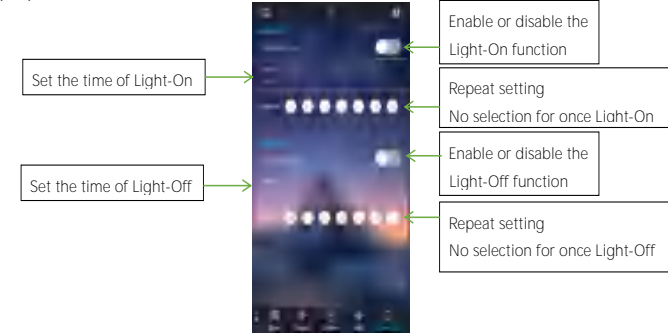 Enable or disable the
Light-On function
Set the time of Light-On
Repeat setting
No selection for once Light-On
Enable or disable the
Light-Off function
Set the time of Light-Off
Repeat setting
No selection for once Light-Off